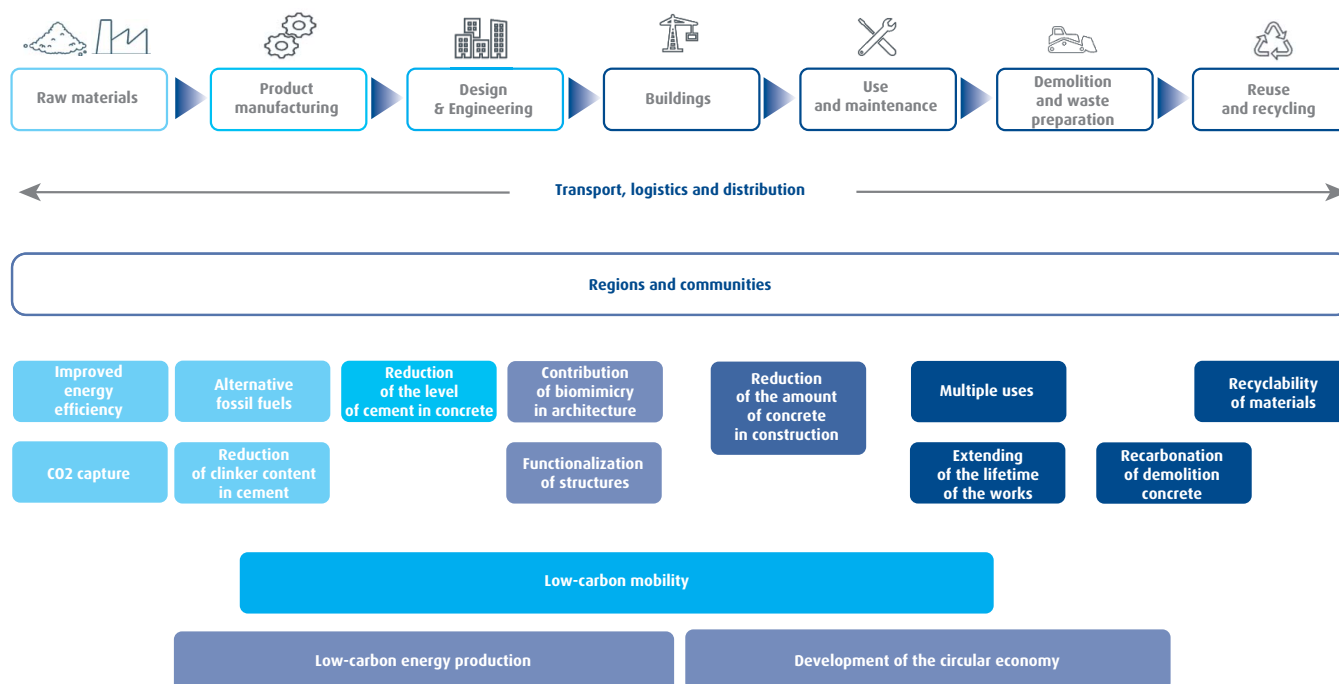 Raw materials
Product
manufacturing
Design
& Engineering
Buildings
Use
and maintenance
Demolition
and waste
preparation
Reuse
and recycling
Transport, logistics and distribution
Regions and communities
Improved
energy
efficiency
Alternative
fossil fuels
Reduction
of the level
of cement in concrete
Contribution
of biomimicry
in architecture
Reduction
of the amount
of concrete
in construction
Multiple uses
Recyclability
of materials
CO2 capture
Reduction
of clinker content
in cement
Functionalization
of structures
Extending
of the lifetime
of the works
Recarbonation
of demolition
concrete
Low-carbon mobility
Low-carbon energy production
Development of the circular economy